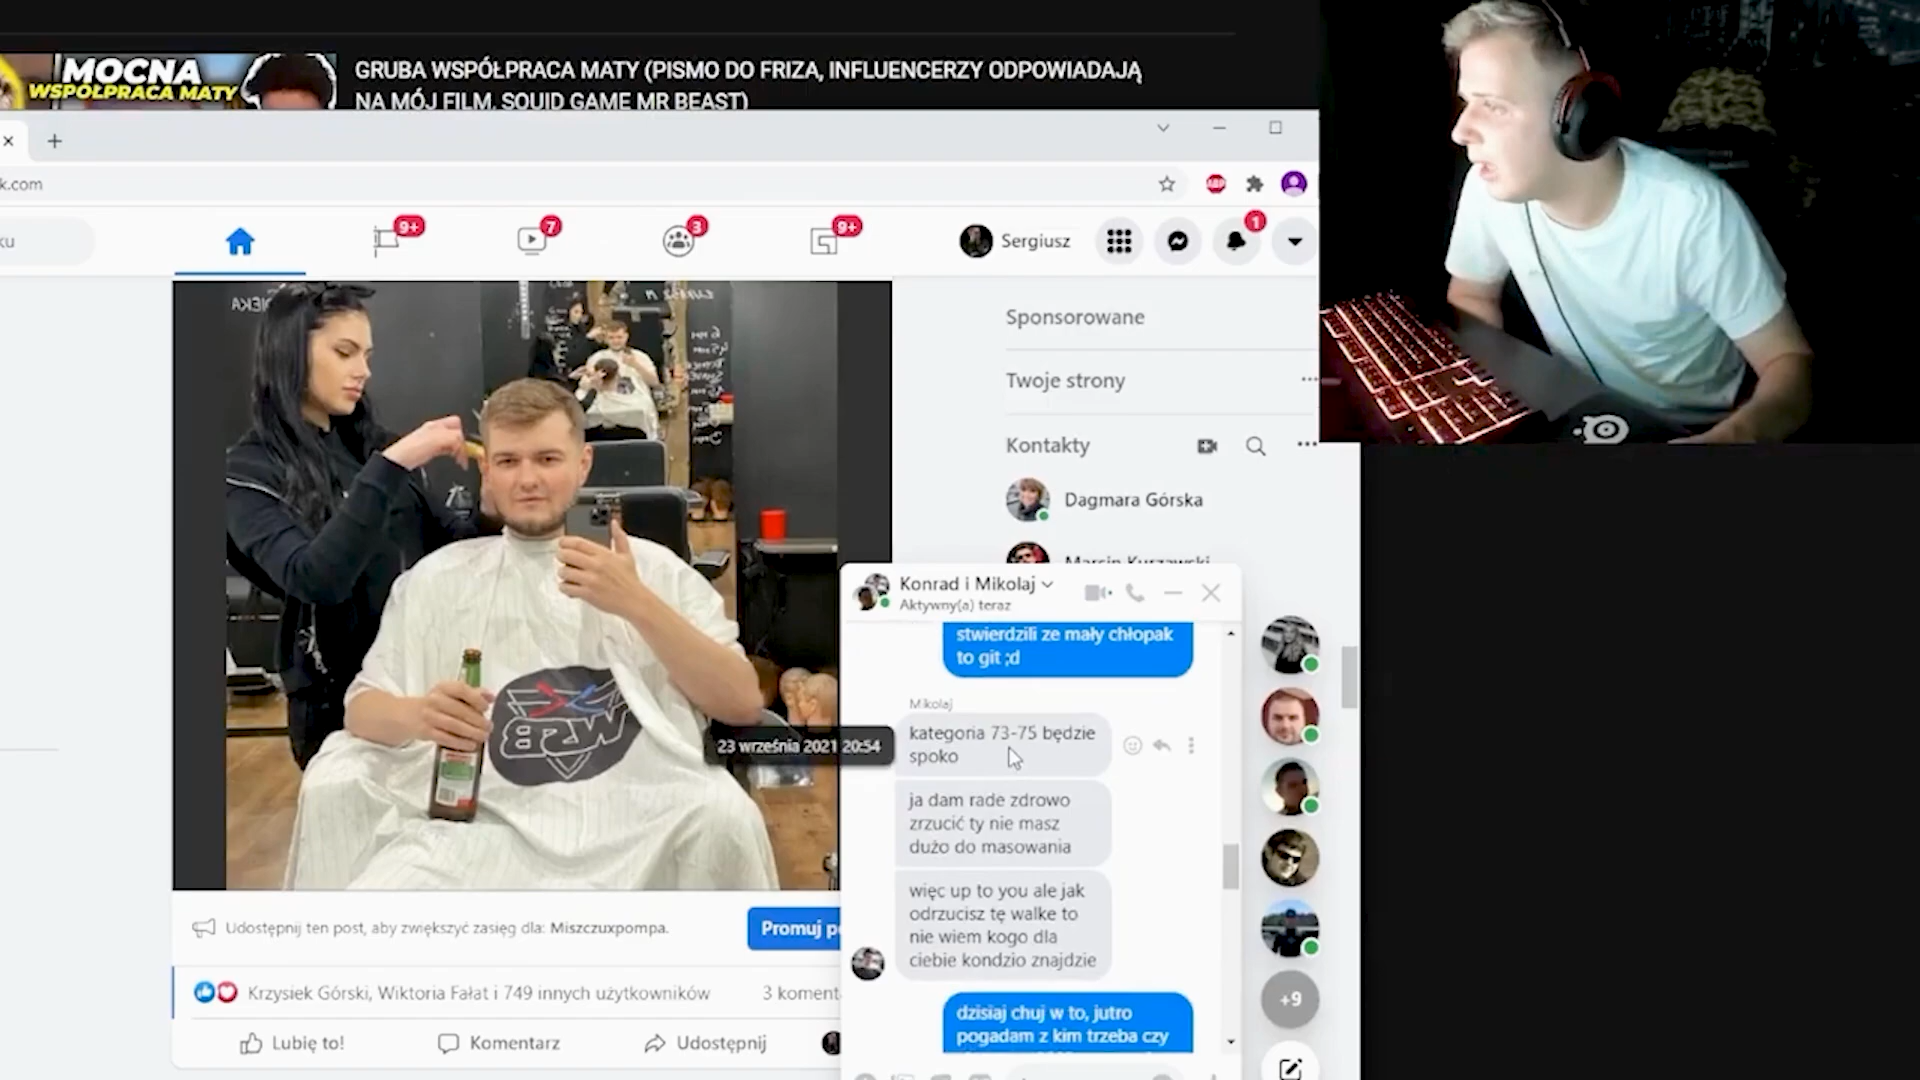 MOCNA
WSPÓŁPRACA MATY
GRUBA WSPÓŁPRACA MATY (PISMO DO FRIZA, INFLUENCERZY ODPOWIADAJĄ
NA MÓJ FILM, SQUID GAME MR BEAST)
k.com
ABP
ku
9+
7
3
9+
Sergiusz
1
Sponsorowane
Twoje strony
Kontakty
Dagmara Górska
Marcin Kurzawski
Konrad i Mikolaj
Aktywny(a) teraz
stwierdzili ze mały chłopak
to git ;d
Mikolaj
kategoria 73-75 będzie
spoko
23 września 2021 20:54
ja dam rade zdrowo
zrzucić ty nie masz
dużo do masowania
więc up to you ale jak
odrzucisz tę walke to
nie wiem kogo dla
ciebie kondzio znajdzie
dzisiaj chuj w to, jutro
pogadam z kim trzeba czy
+9
Udostępnij ten post, aby zwiększyć zasięg dla: Miszczuxpompa.
Promuj p
Krzysiek Górski, Wiktoria Fałat i 749 innych użytkowników
3 koment
Lubię to!
Komentarz
Udostępnij